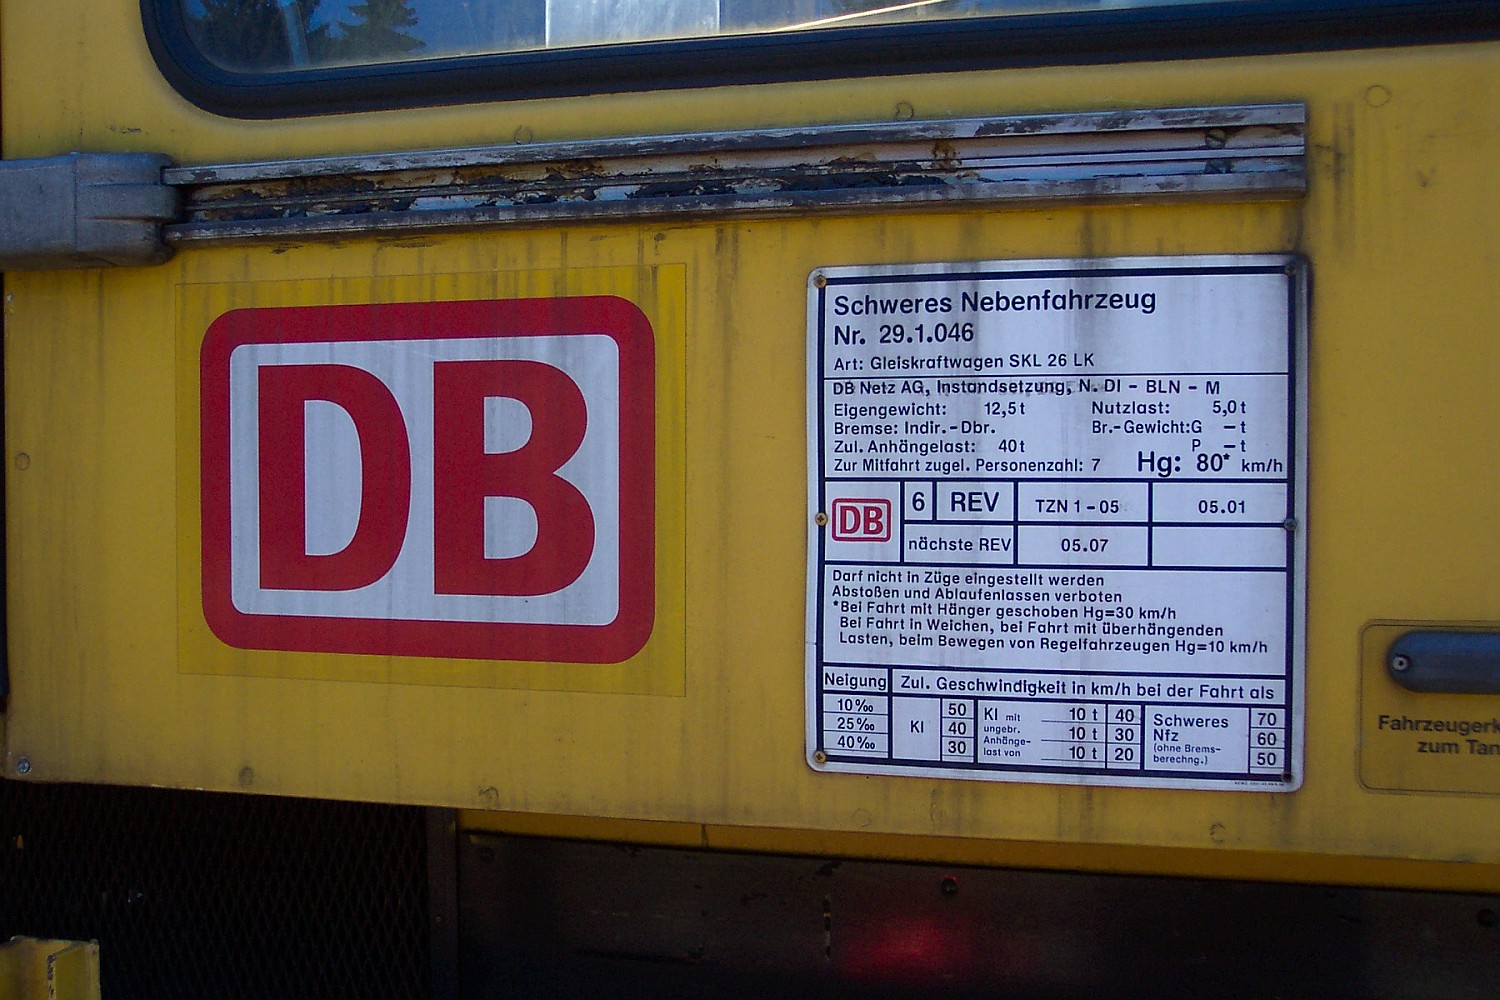 DB
Schweres Nebenfahrzeug
Nr. 29.1.046
Art: Gleiskraftwagen SKL 26 LK
DB Netz AG, Instandsetzung, N. DI - BLN - M
Eigengewicht: 12,5 t Nutzlast: 5,0 t
Bremse: Indir.-Dbr. Br.-Gewicht: G – t
Zul. Anhängelast: 40 t P – t
Zur Mitfahrt zugel. Personenzahl: 7 Hg: 80* km/h
DB 6 REV TZN 1 - 05 05.01
nächste REV 05.07
Darf nicht in Züge eingestellt werden
Abstoßen und Ablaufenlassen verboten
*Bei Fahrt mit Hänger geschoben Hg=30 km/h
Bei Fahrt in Weichen, bei Fahrt mit überhängenden
Lasten, beim Bewegen von Regelfahrzeugen Hg=10 km/h
Neigung Zul. Geschwindigkeit in km/h bei der Fahrt als
10 ‰ 50 10 t 40 70
25 ‰ 40 10 t 30 60
40 ‰ 30 10 t 20 50
Kl
Kl mit
ungebr.
Anhänge-
last von
Schweres
Nfz
(ohne Brems-
berechng.)
Fahrzeugerk
zum Tan